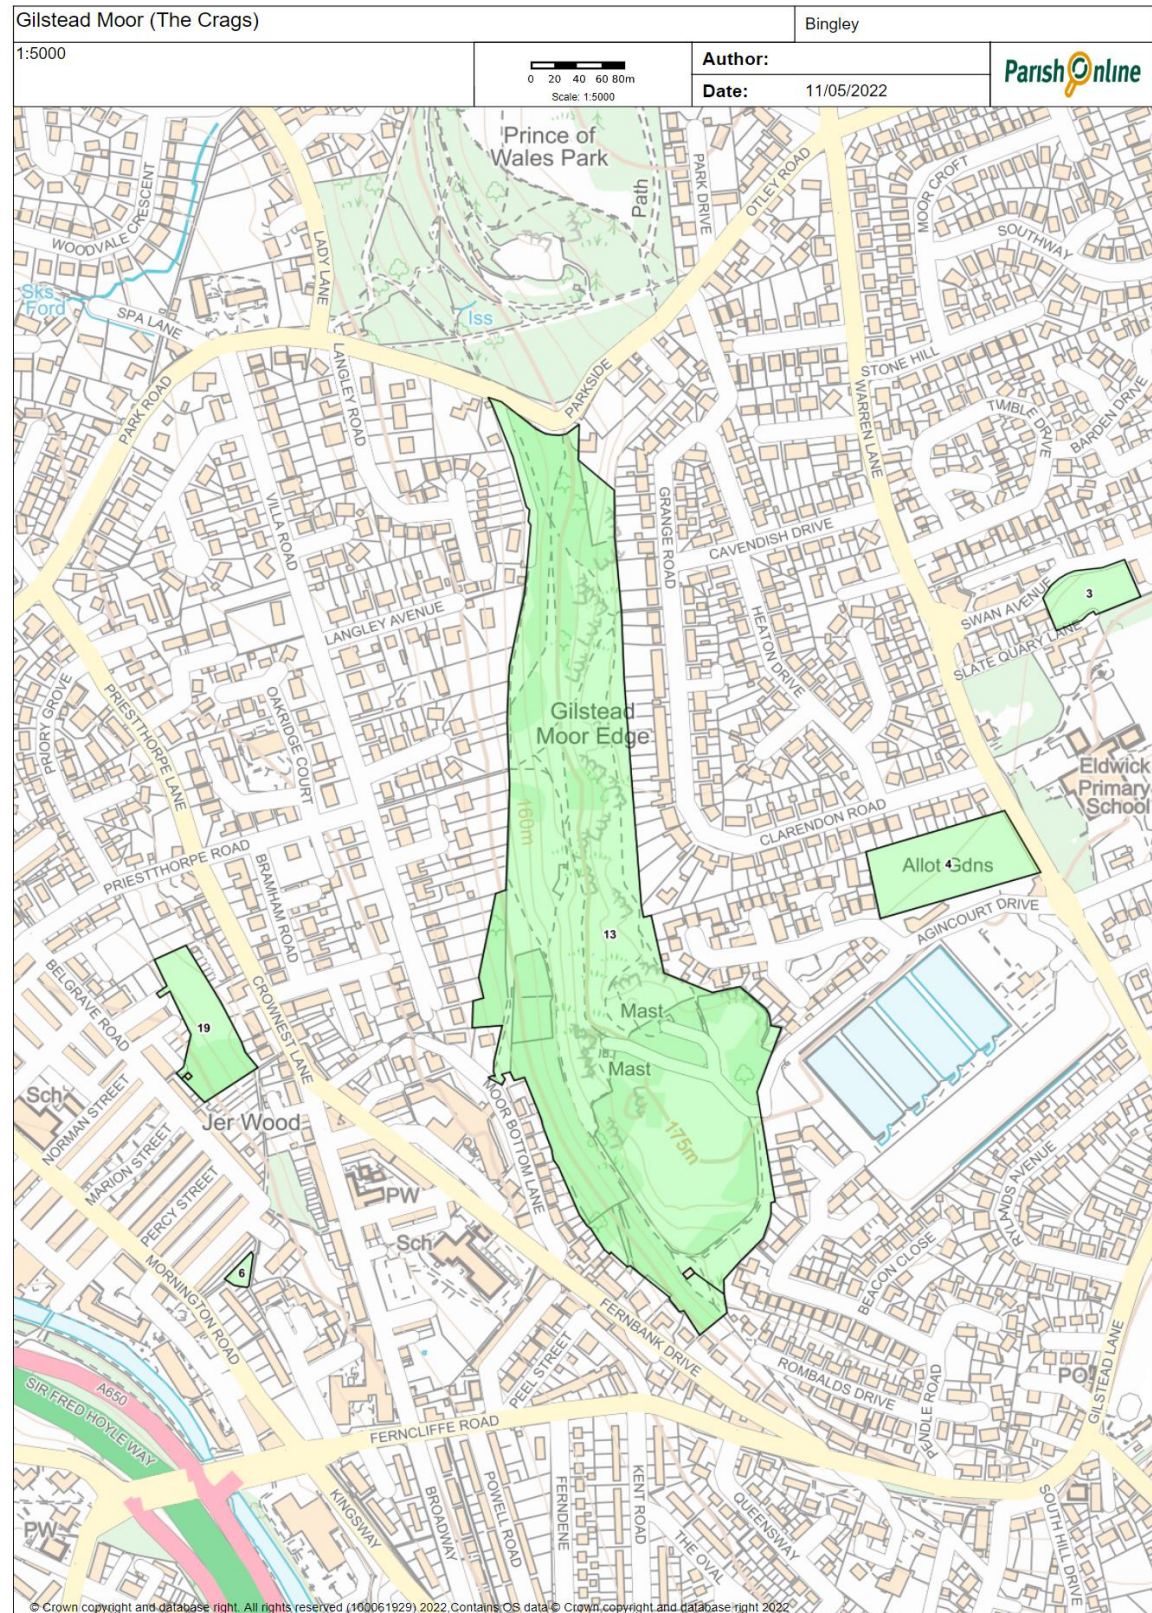 Gilstead Moor (The Crags)
Bingley
1:5000
0 20 40 60 80m
Scale: 1:5000
Author:
Date: 11/05/2022
Parish Online
Prince of
Wales Park
Path
PARK DRIVE
OTLEY ROAD
MOOR CROFT
SOUTHWAY
WOODVALE CRESCENT
LADY LANE
Sks
Ford
SPA LANE
Iss
LANGLEY ROAD
PARK ROAD
PARKSIDE
STONE HILL
WARREN LANE
TIMBLE DRIVE
BARDEN DRIVE
VILLA ROAD
GRANGE ROAD
CAVENDISH DRIVE
LANGLEY AVENUE
HEATON DRIVE
SWAN AVENUE
3
SLATE QUARY LANE
PRIORY GROVE
PRIESTTHORPE LANE
OAKRIDGE COURT
Gilstead
Moor Edge
Eldwick
Primary
School
160m
CLARENDON ROAD
PRIESTTHORPE ROAD
BRAMHAM ROAD
Allot Gdns
4
AGINCOURT DRIVE
13
BELGRAVE ROAD
CROWNEST LANE
19
Mast
Mast
Sch
NORMAN STREET
MARION STREET
PERCY STREET
Jer Wood
MOOR BOTTOM LANE
175m
PW
Sch
RYLANDS AVENUE
BEACON CLOSE
6
MORNINGTON ROAD
FERNBANK DRIVE
PEEL STREET
ROMBALDS DRIVE
PENDLE ROAD
PO
GILSTEAD LANE
A650
SIR FRED HOYLE WAY
FERNCLIFFE ROAD
KINGSWAY
BROADWAY
POWELL ROAD
FERNDENE
KENT ROAD
THE OVAL
QUEENSWAY
SOUTH HILL DRIVE
PW
© Crown copyright and database right. All rights reserved (100061929) 2022,Contains OS data © Crown copyright and database right 2022